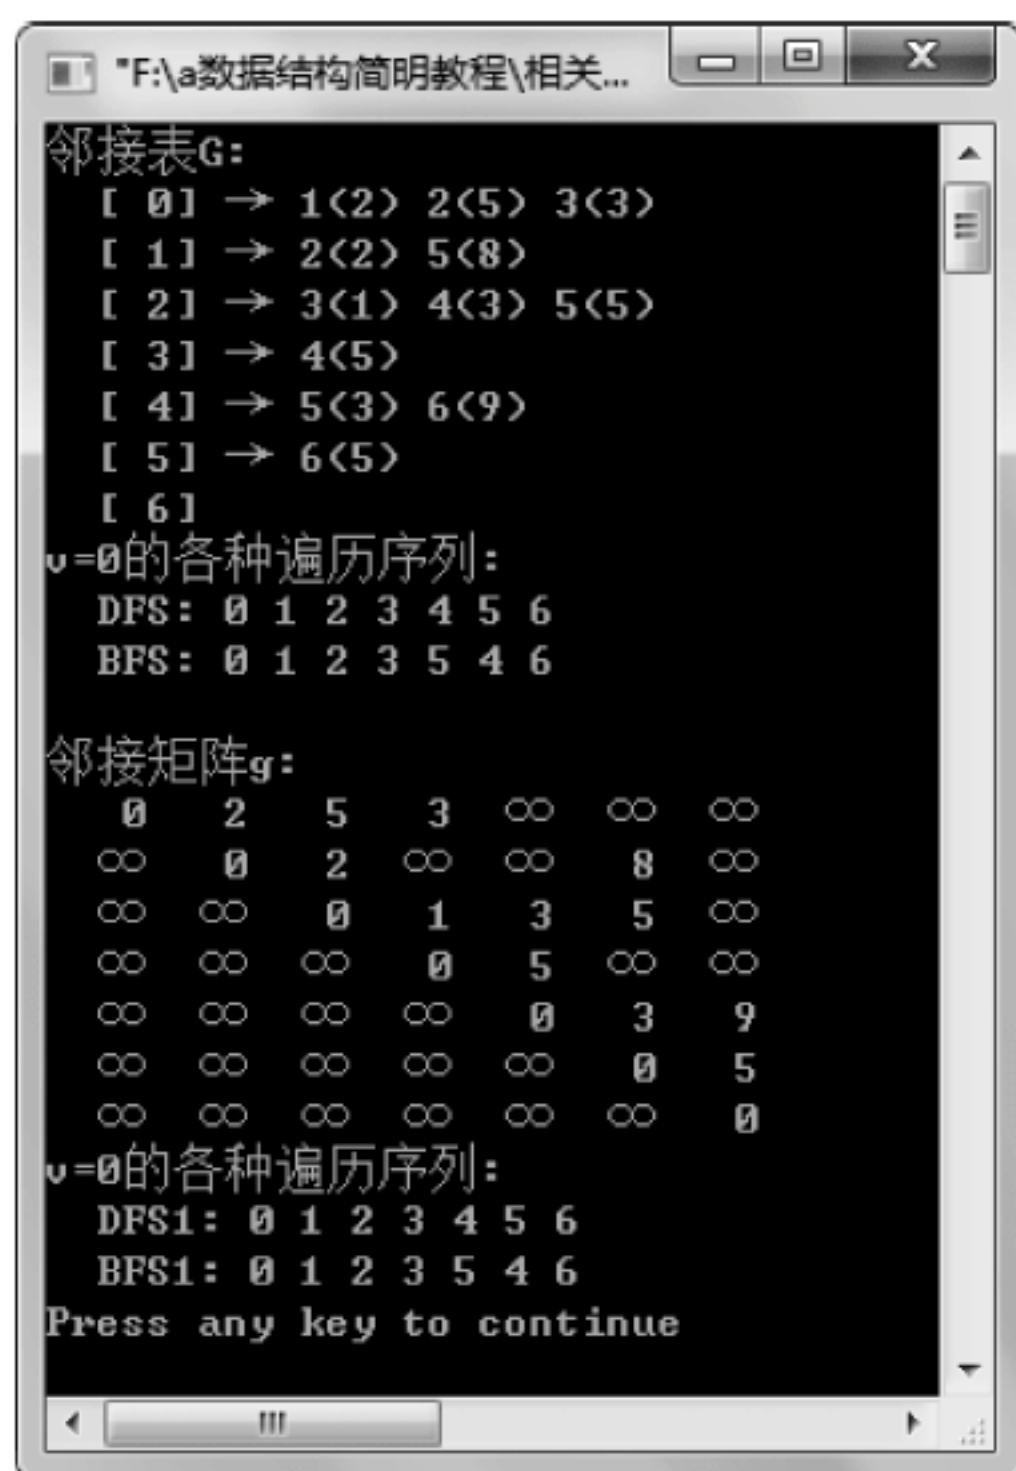 "F:\a数据结构简明教程\相关...
邻接表G:
[ 0] → 1(2) 2(5) 3(3)
[ 1] → 2(2) 5(8)
[ 2] → 3(1) 4(3) 5(5)
[ 3] → 4(5)
[ 4] → 5(3) 6(9)
[ 5] → 6(5)
[ 6]
v=0的各种遍历序列:
DFS: 0 1 2 3 4 5 6
BFS: 0 1 2 3 5 4 6
邻接矩阵g:
0 2 5 3 ∞ ∞ ∞
∞ 0 2 ∞ ∞ 8 ∞
∞ ∞ 0 1 3 5 ∞
∞ ∞ ∞ 0 5 ∞ ∞
∞ ∞ ∞ ∞ 0 3 9
∞ ∞ ∞ ∞ ∞ 0 5
∞ ∞ ∞ ∞ ∞ ∞ 0
v=0的各种遍历序列:
DFS1: 0 1 2 3 4 5 6
BFS1: 0 1 2 3 5 4 6
Press any key to continue